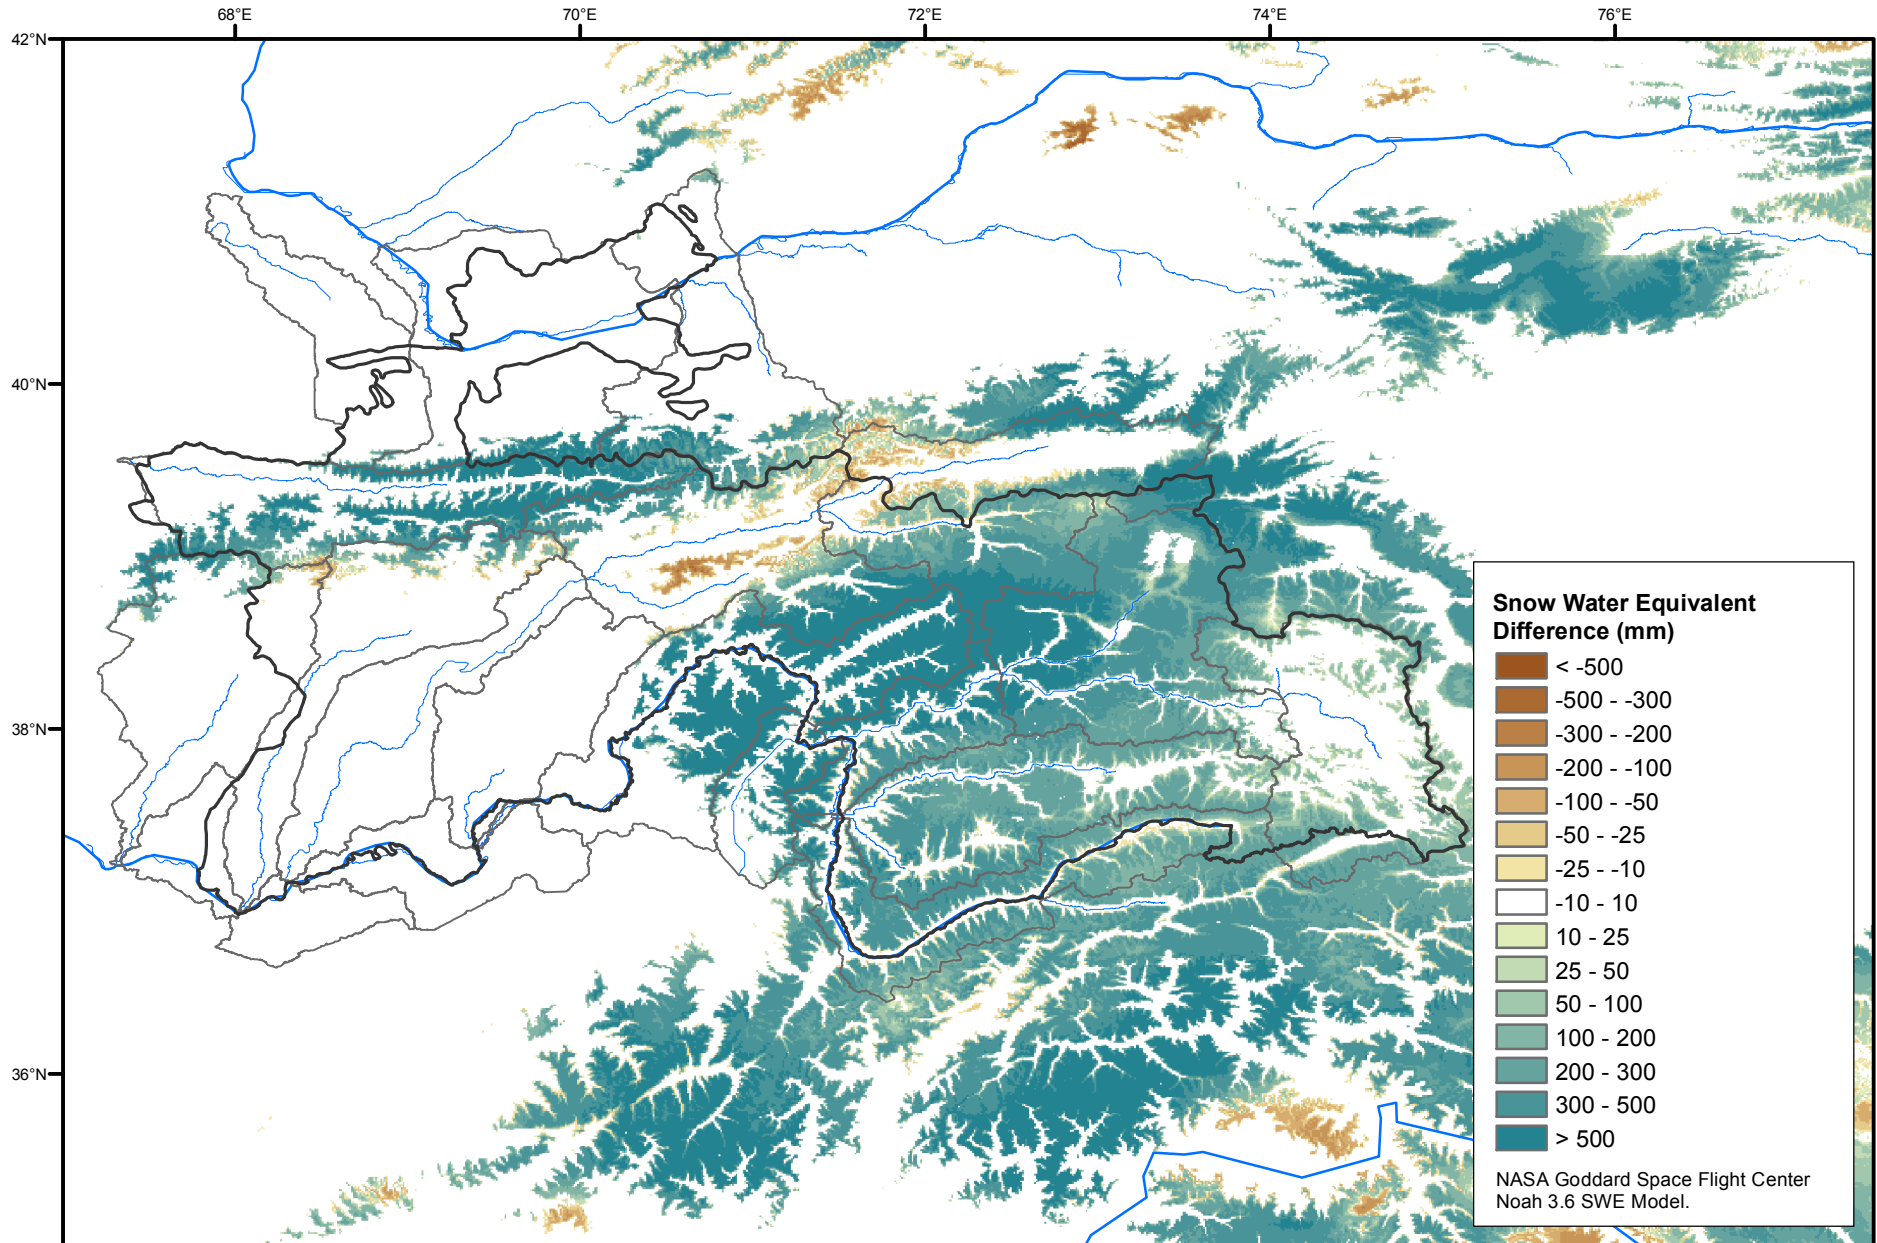 68°E 70°E 72°E 74°E 76°E
42°N
40°N
38°N
36°N
Snow Water Equivalent
Difference (mm)
< -500
-500 - -300
-300 - -200
-200 - -100
-100 - -50
-50 - -25
-25 - -10
-10 - 10
10 - 25
25 - 50
50 - 100
100 - 200
200 - 300
300 - 500
> 500
NASA Goddard Space Flight Center
Noah 3.6 SWE Model.